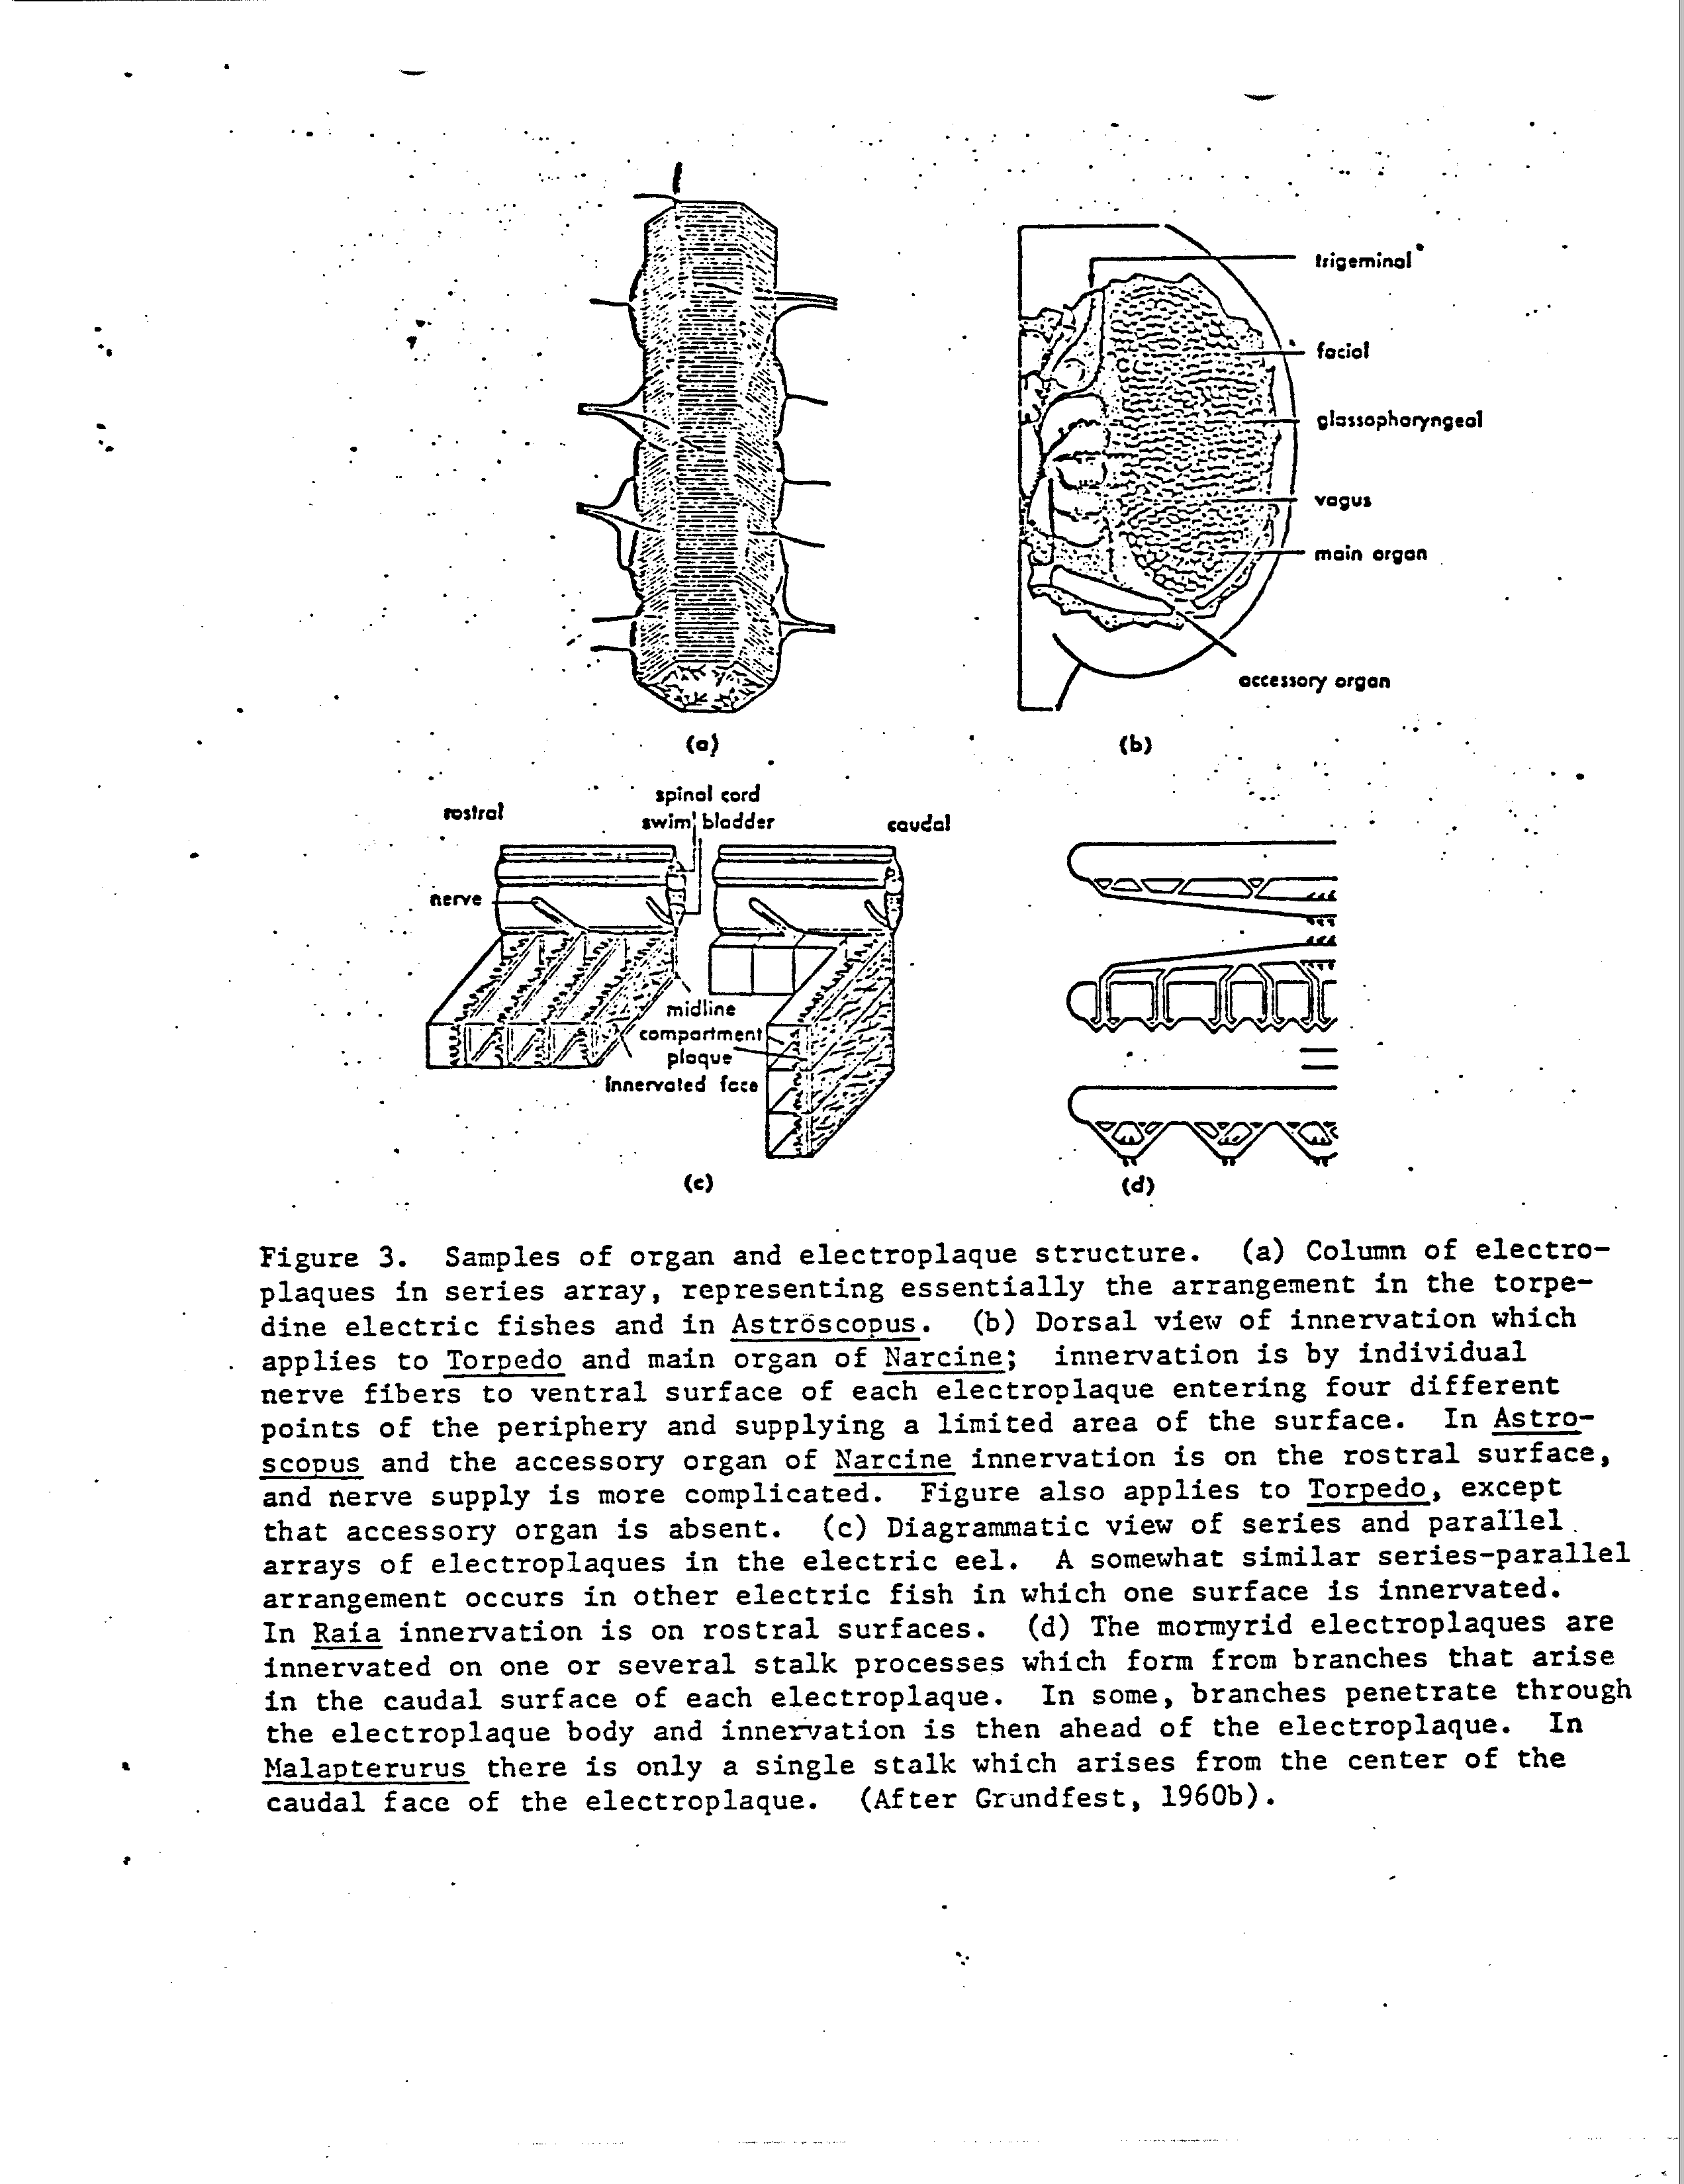 trigeminal
facial
glossopharyngeal
vagus
main organ
accessory organ
(a)
(b)
spinal cord
rostral
swim bladder
caudal
nerve
midline
compartment
plaque
innervated face
(c)
(d)
Figure 3. Samples of organ and electroplaque structure. (a) Column of electro-
plaques in series array, representing essentially the arrangement in the torpe-
dine electric fishes and in Astroscopus. (b) Dorsal view of innervation which
applies to Torpedo and main organ of Narcine; innervation is by individual
nerve fibers to ventral surface of each electroplaque entering four different
points of the periphery and supplying a limited area of the surface. In Astro-
scopus and the accessory organ of Narcine innervation is on the rostral surface,
and nerve supply is more complicated. Figure also applies to Torpedo, except
that accessory organ is absent. (c) Diagrammatic view of series and parallel
arrays of electroplaques in the electric eel. A somewhat similar series-parallel
arrangement occurs in other electric fish in which one surface is innervated.
In Raia innervation is on rostral surfaces. (d) The mormyrid electroplaques are
innervated on one or several stalk processes which form from branches that arise
in the caudal surface of each electroplaque. In some, branches penetrate through
the electroplaque body and innervation is then ahead of the electroplaque. In
Malapterurus there is only a single stalk which arises from the center of the
caudal face of the electroplaque. (After Grundfest, 1960b).